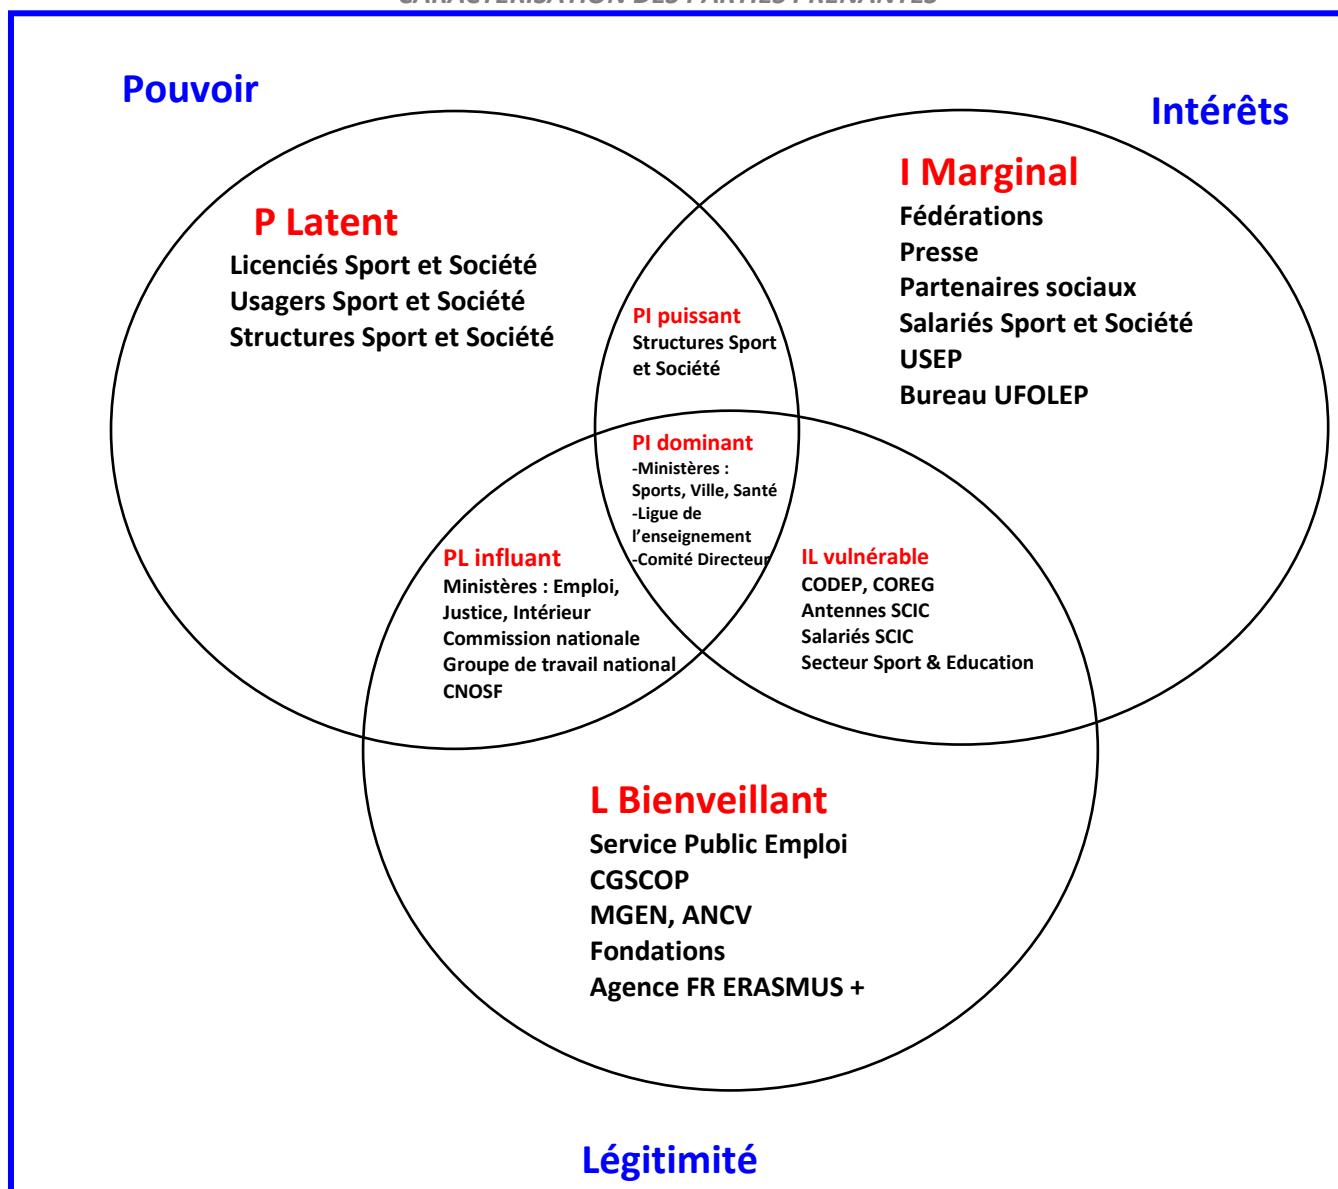 CARACTÉRISATION DES PARTIES PRENANTES
Pouvoir
Intérêts
P Latent
Licenciés Sport et Société
Usagers Sport et Société
Structures Sport et Société
I Marginal
Fédérations
Presse
Partenaires sociaux
Salariés Sport et Société
USEP
Bureau UFOLEP
PI puissant
Structures Sport
et Société
PI dominant
-Ministères :
Sports, Ville, Santé
-Ligue de
l’enseignement
-Comité Directeur
PL influant
Ministères : Emploi,
Justice, Intérieur
Commission nationale
Groupe de travail national
CNOSF
IL vulnérable
CODEP, COREG
Antennes SCIC
Salariés SCIC
Secteur Sport & Education
L Bienveillant
Service Public Emploi
CGSCOP
MGEN, ANCV
Fondations
Agence FR ERASMUS +
Légitimité